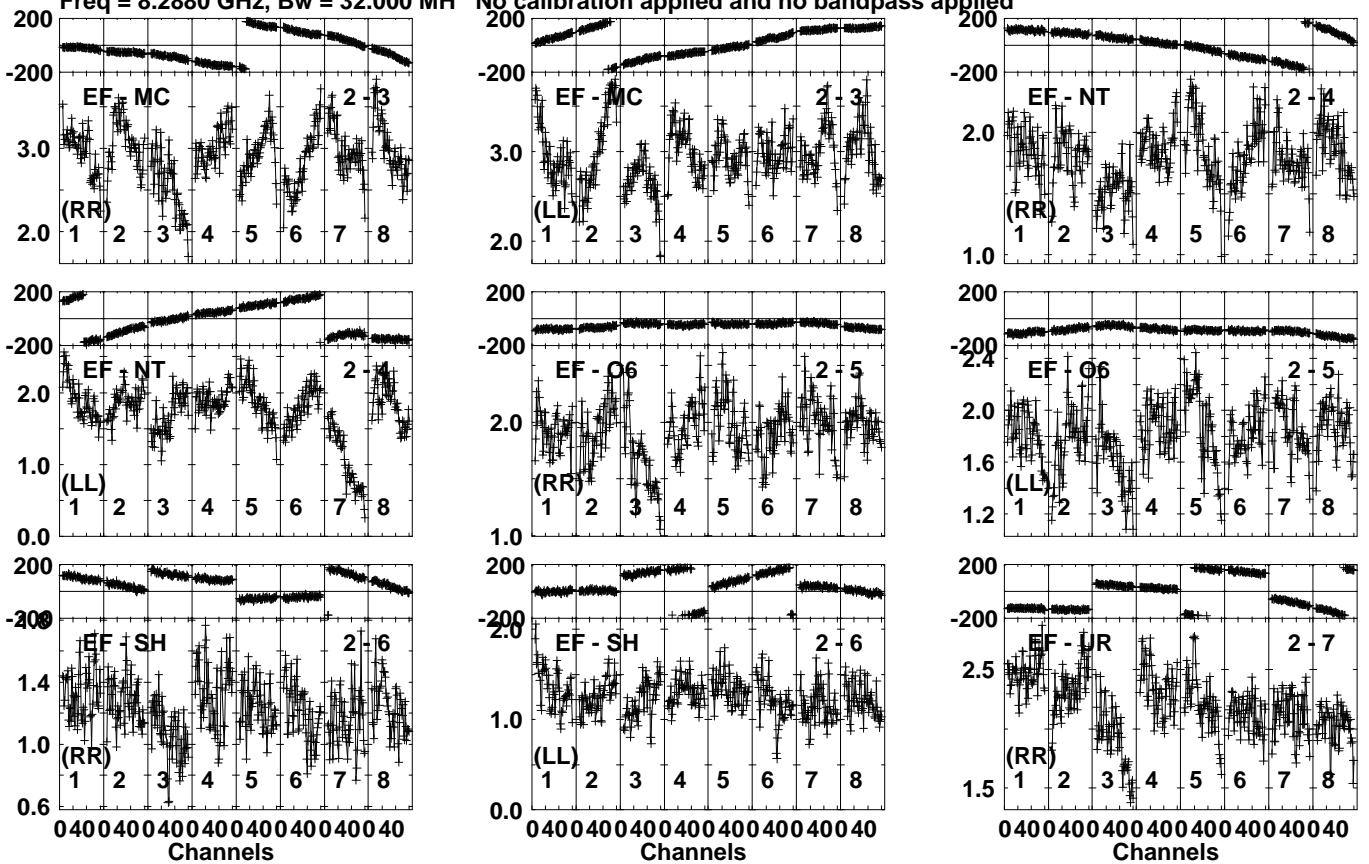 Freq = 8.2880 GHz, Bw = 32.000 MH No calibration applied and no bandpass applied
200
-200
EF - MC 2 - 3
3.0
2.0
(RR)
1 2 3 4 5 6 7 8
200
-200
EF - MC 2 - 3
3.0
2.0
(LL)
1 2 3 4 5 6 7 8
200
-200
EF - NT 2 - 4
2.0
1.0
(RR)
1 2 3 4 5 6 7 8
200
-200
EF - NT 2 - 4
2.0
1.0
0.0
(LL)
1 2 3 4 5 6 7 8
200
-200
EF - O6 2 - 5
2.0
1.0
(RR)
1 2 3 4 5 6 7 8
200
-200
EF - O6 2 - 5
2.4
2.0
1.6
1.2
(LL)
1 2 3 4 5 6 7 8
200
-200
EF - SH 2 - 6
1.8
1.4
1.0
0.6
(RR)
1 2 3 4 5 6 7 8
0 40 0 40 0 40 0 40 0 40 0 40 0 40 0 40
Channels
200
-200
EF - SH 2 - 6
2.0
1.0
0.0
(LL)
1 2 3 4 5 6 7 8
0 40 0 40 0 40 0 40 0 40 0 40 0 40 0 40
Channels
200
-200
EF - UR 2 - 7
2.5
1.5
(RR)
1 2 3 4 5 6 7 8
0 40 0 40 0 40 0 40 0 40 0 40 0 40 0 40
Channels